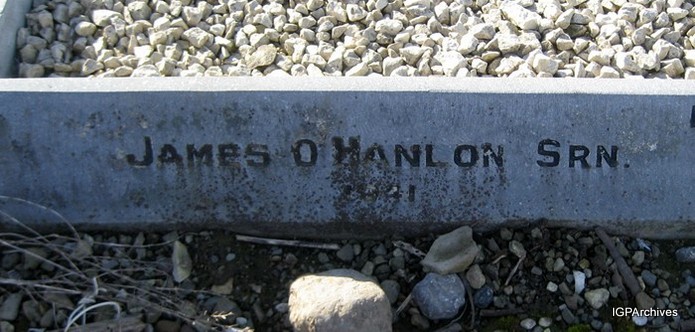 JAMES O'HANLON SRN.
IGPArchives